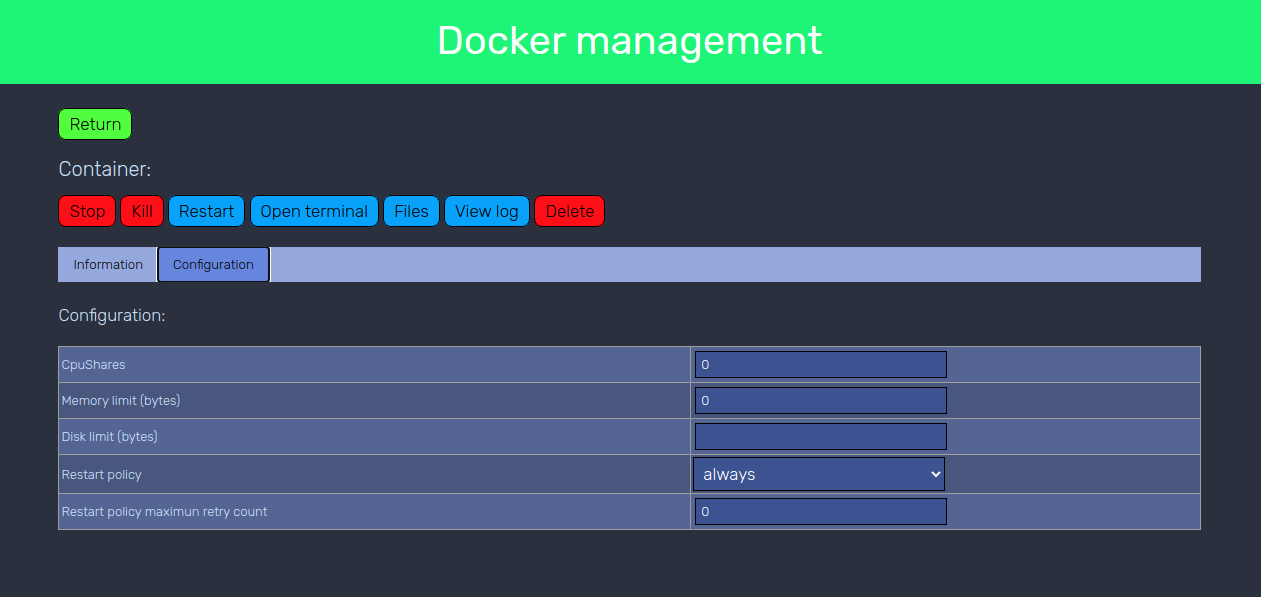 Docker management
Return
Container:
Stop Kill Restart Open terminal Files View log Delete
Information Configuration
Configuration:
CpuShares 0
Memory limit (bytes) 0
Disk limit (bytes)
Restart policy always
Restart policy maximun retry count 0